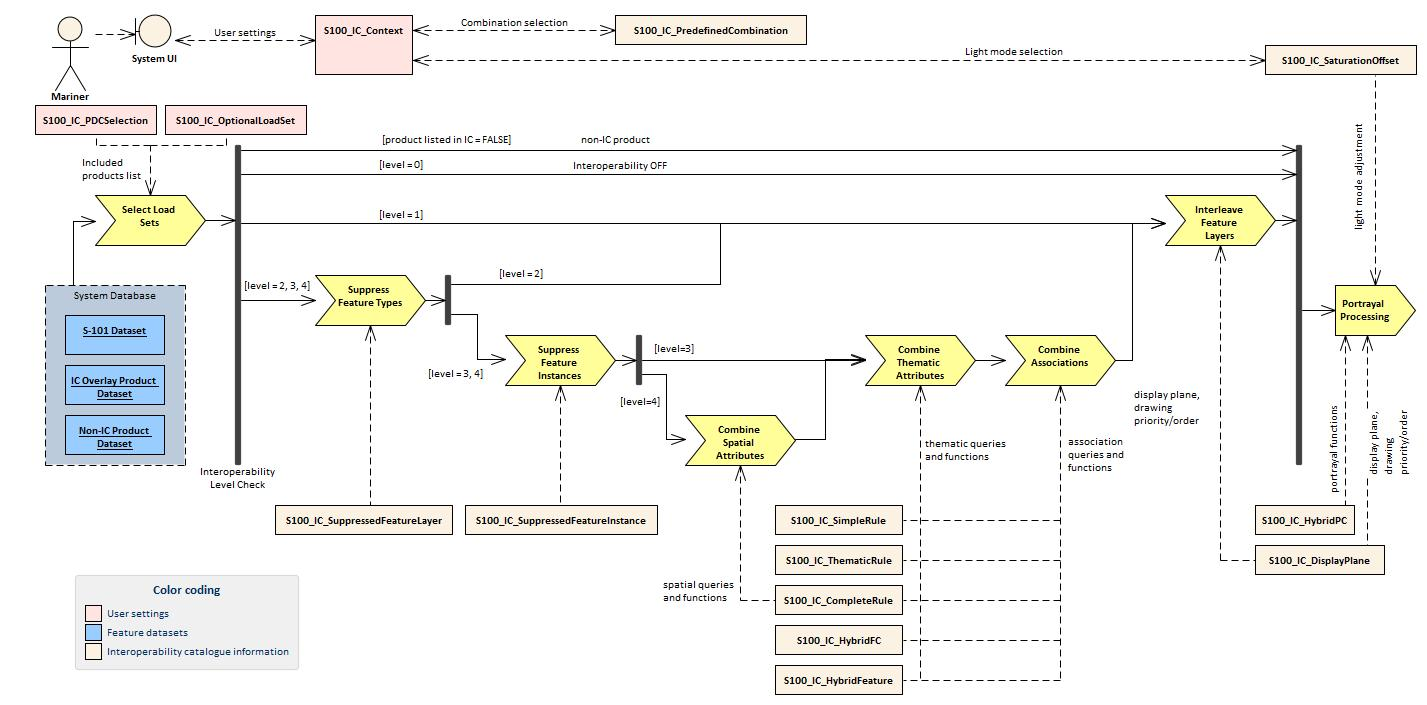 S100_IC_Context
Combination selection
S100_IC_PredefinedCombination
User settings
System UI
Light mode selection
S100_IC_SaturationOffset
Mariner
S100_IC_PDCSelection
S100_IC_OptionalLoadSet
[product listed in IC = FALSE]
non-IC product
Included
products list
[level = 0]
Interoperability OFF
light mode adjustment
Select Load
Sets
[level = 1]
Interleave
Feature
Layers
[level = 2, 3, 4]
Suppress
Feature Types
[level = 2]
System Database
S-101 Dataset
IC Overlay Product
Dataset
Non-IC Product
Dataset
Portrayal
Processing
[level = 3, 4]
Suppress
Feature
Instances
[level=3]
[level=4]
Combine
Thematic
Attributes
Combine
Associations
Combine
Spatial
Attributes
display plane,
drawing
priority/order
thematic queries
and functions
association
queries and
functions
portrayal functions
display plane,
drawing
priority/order
Interoperability
Level Check
S100_IC_SuppressedFeatureLayer
S100_IC_SuppressedFeatureInstance
S100_IC_SimpleRule
S100_IC_HybridPC
S100_IC_ThematicRule
S100_IC_DisplayPlane
spatial queries
and functions
S100_IC_CompleteRule
S100_IC_HybridFC
S100_IC_HybridFeature
Color coding
User settings
Feature datasets
Interoperability catalogue information